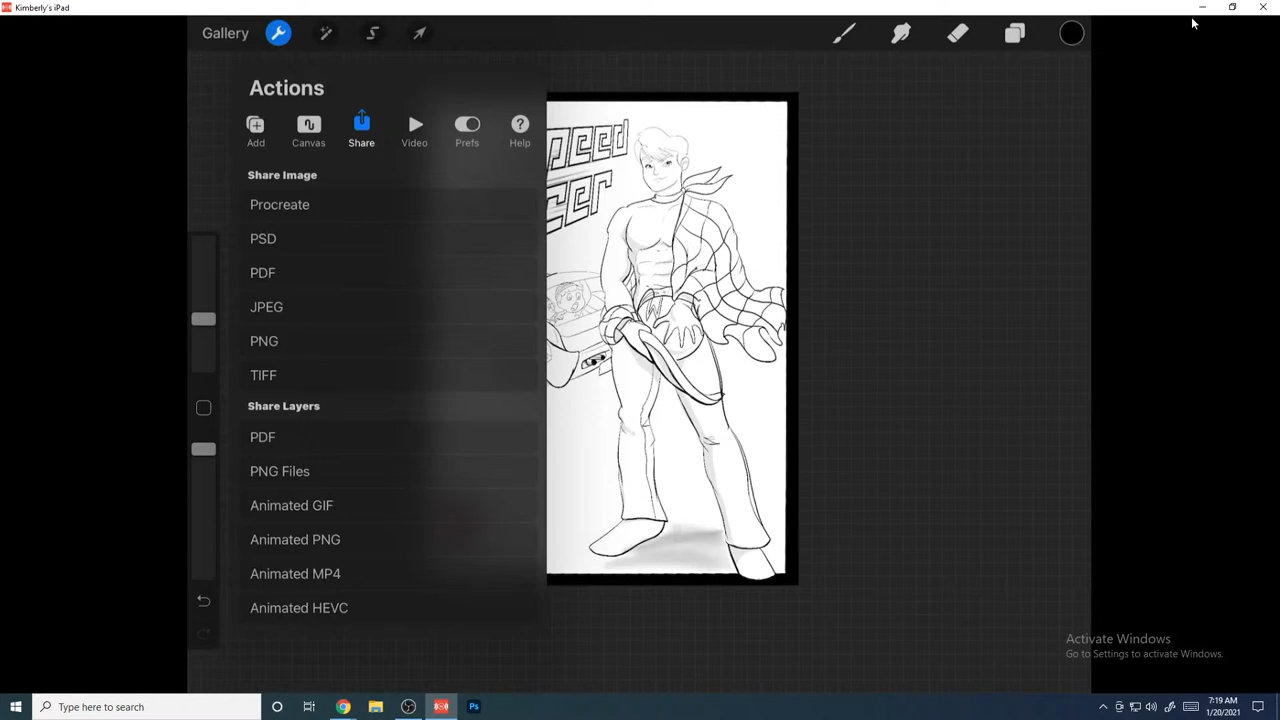 Kimberly's iPad
Gallery
Actions
Add Canvas Share Video Prefs Help
Share Image
Procreate
PSD
PDF
JPEG
PNG
TIFF
Share Layers
PDF
PNG Files
Animated GIF
Animated PNG
Animated MP4
Animated HEVC
Activate Windows
Go to Settings to activate Windows.
Type here to search
Ps
7:19 AM
1/20/2021